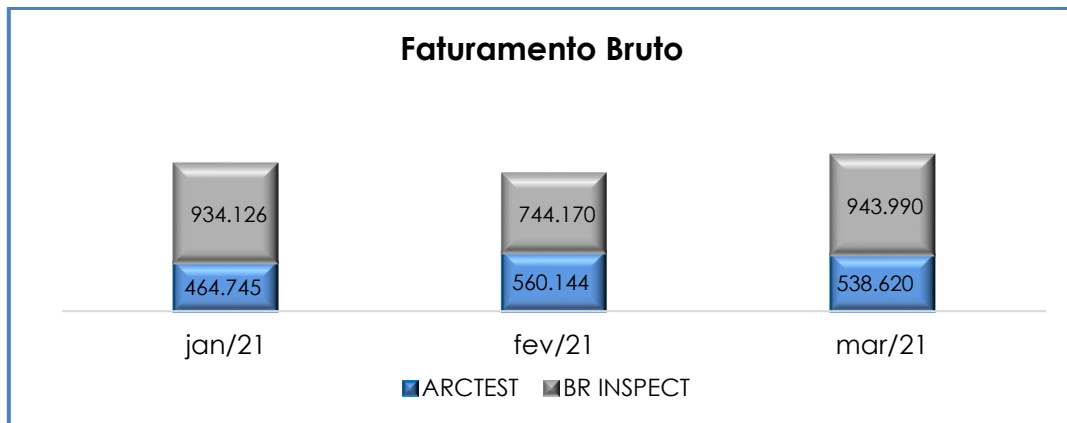 Faturamento Bruto
934.126 744.170 943.990
464.745 560.144 538.620
jan/21 fev/21 mar/21
ARCTEST BR INSPECT